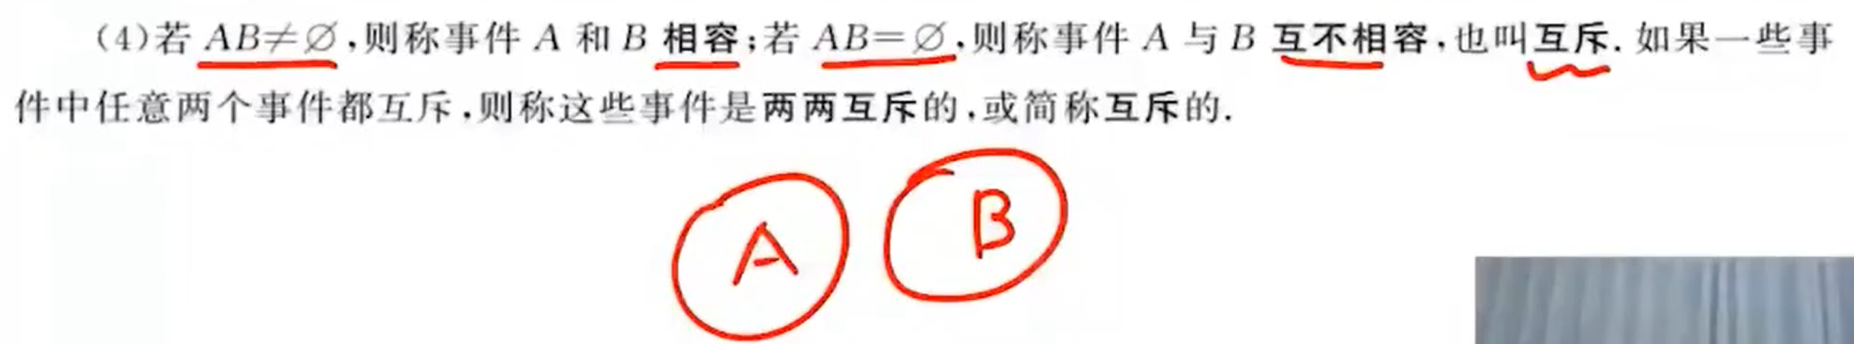 (4)若 AB≠∅,则称事件 A 和 B 相容;若 AB=∅,则称事件 A 与 B 互不相容,也叫互斥. 如果一些事
件中任意两个事件都互斥,则称这些事件是两两互斥的,或简称互斥的.
A B